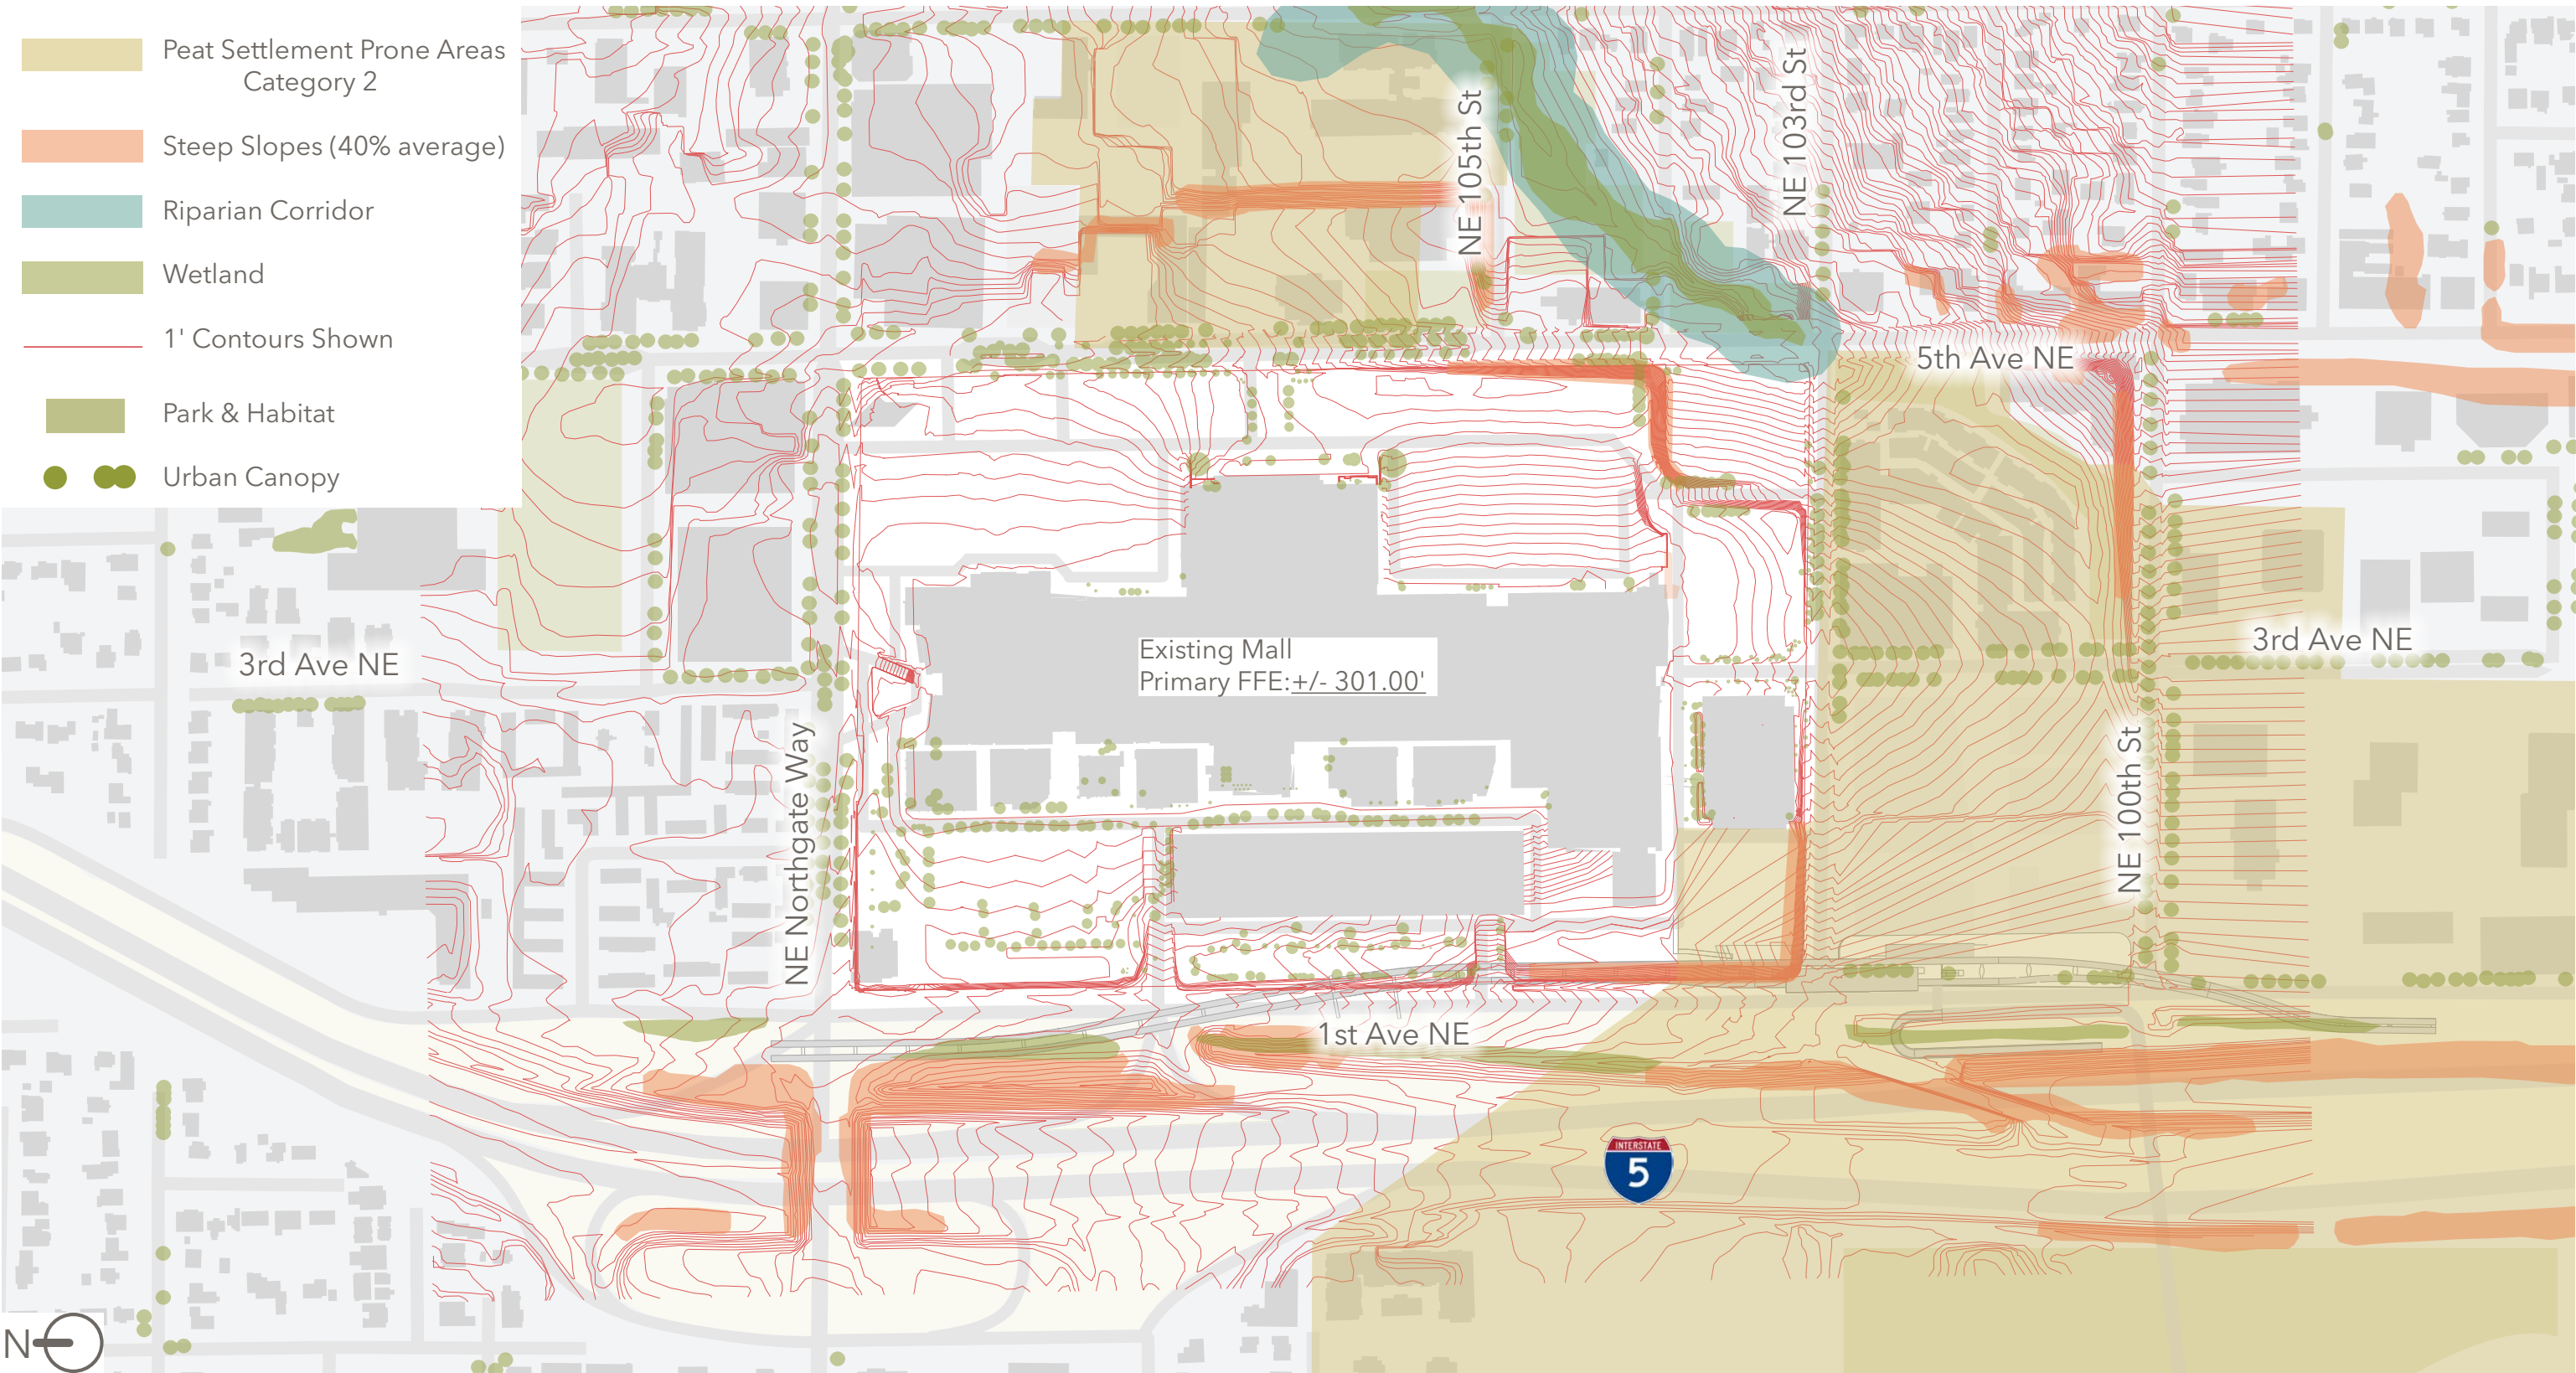 Peat Settlement Prone Areas
Category 2
Steep Slopes (40% average)
Riparian Corridor
Wetland
1' Contours Shown
Park & Habitat
Urban Canopy
NE 105th St
NE 103rd St
5th Ave NE
3rd Ave NE
Existing Mall
Primary FFE:+/- 301.00'
3rd Ave NE
NE Northgate Way
NE 100th St
1st Ave NE
INTERSTATE
5
N